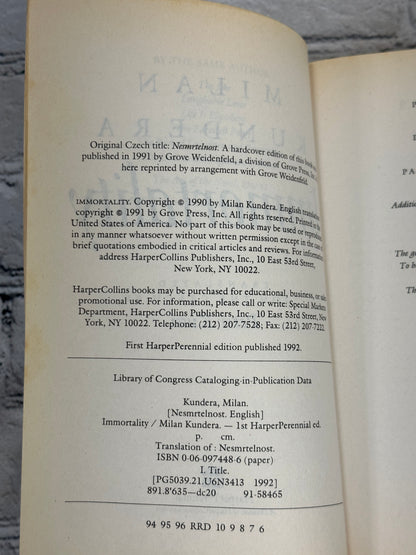 Original Czech title: Nesmrtelnost. A hardcover edition of this book was
published in 1991 by Grove Weidenfeld, a division of Grove Press, Inc.
here reprinted by arrangement with Grove Weidenfeld.
IMMORTALITY. Copyright © 1990 by Milan Kundera. English translation
copyright © 1991 by Grove Press, Inc. All rights reserved. Printed in the
United States of America. No part of this book may be used or reproduced
in any manner whatsoever without written permission except in the case of
brief quotations embodied in critical articles and reviews. For information
address HarperCollins Publishers, Inc., 10 East 53rd Street,
New York, NY 10022.
HarperCollins books may be purchased for educational, business, or sales
promotional use. For information, please call or write: Special Markets
Department, HarperCollins Publishers, Inc., 10 East 53rd Street, New
York, NY 10022. Telephone: (212) 207-7528; Fax: (212) 207-7222.
First HarperPerennial edition published 1992.
Library of Congress Cataloging-in-Publication Data
Kundera, Milan.
[Nesmrtelnost. English]
Immortality / Milan Kundera. — 1st HarperPerennial ed.
p. cm.
Translation of : Nesmrtelnost.
ISBN 0-06-097448-6 (paper)
I. Title.
[PG5039.21.U6N3413 1992]
891.8'635—dc20 91-58465
94 95 96 RRD 10 9 8 7 6
P
PA
Additio
The g
To b
Th